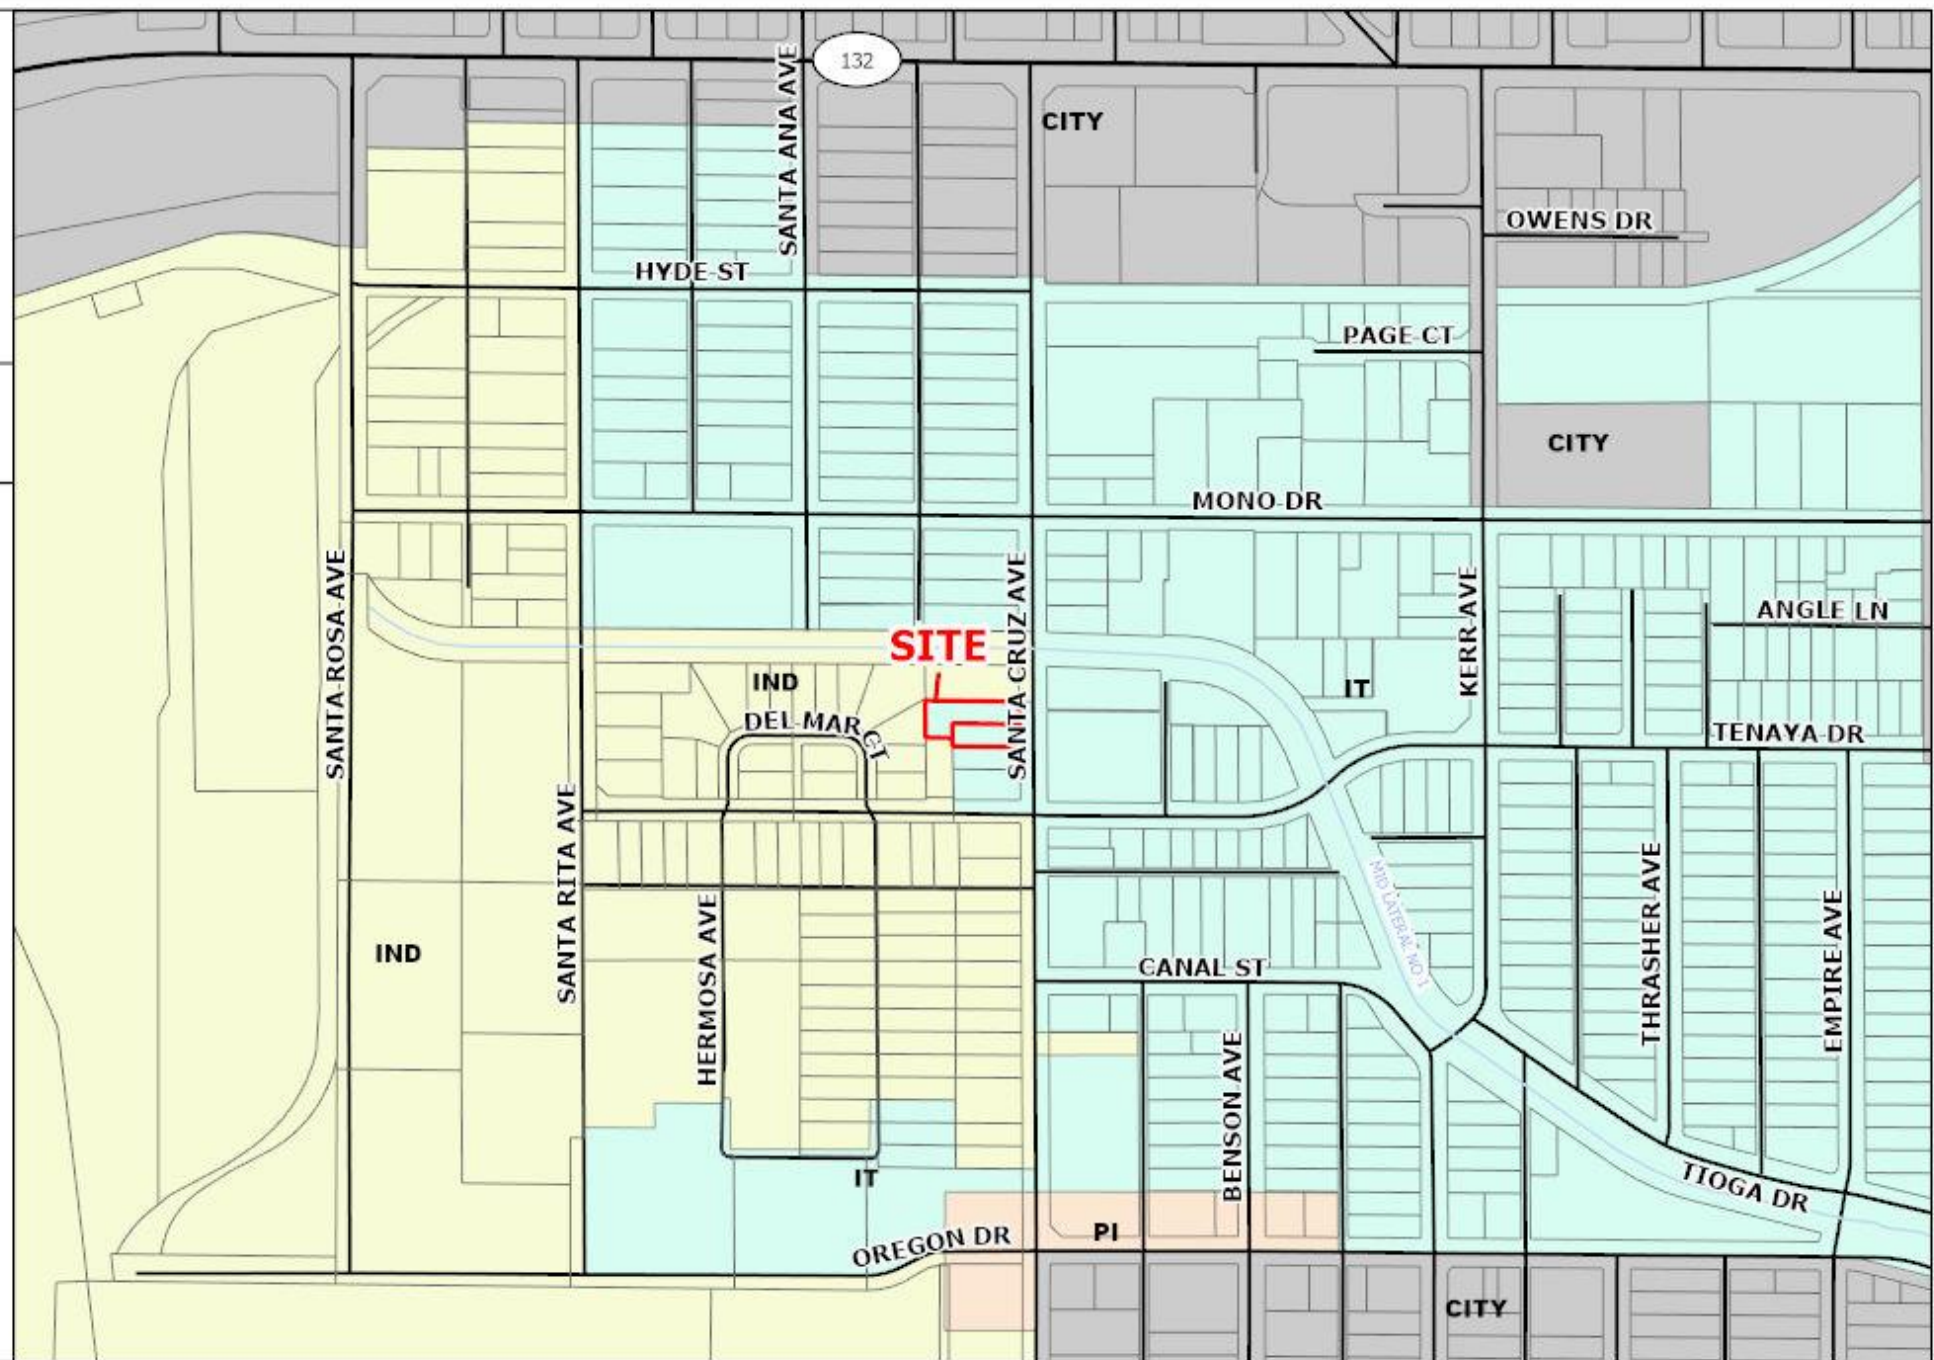 132
SANTA ANA AVE
CITY
OWENS DR
HYDE ST
PAGE CT
CITY
MONO DR
SANTA ROSA AVE
SANTA CRUZ AVE
KERR AVE
ANGLE LN
SITE
IND
IT
DEL MAR CT
TENAYA DR
SANTA RITA AVE
MID LATERAL NO 1
THRASHER AVE
EMPIRE AVE
HERMOSA AVE
IND
CANAL ST
BENSON AVE
IT
TIOGA DR
OREGON DR
PI
CITY